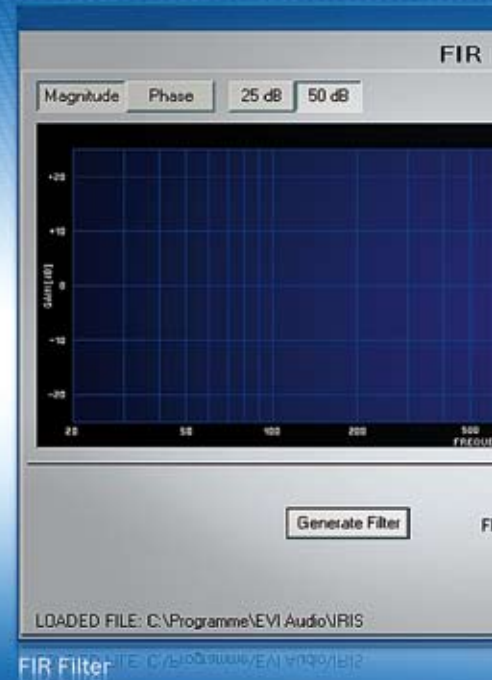 FIR
Magnitude Phase 25 dB 50 dB
+20
+10
0
-10
-20
20 50 100 200 500
Generate Filter
LOADED FILE: C:\Programme\EVI Audio\IRIS
FIR Filter